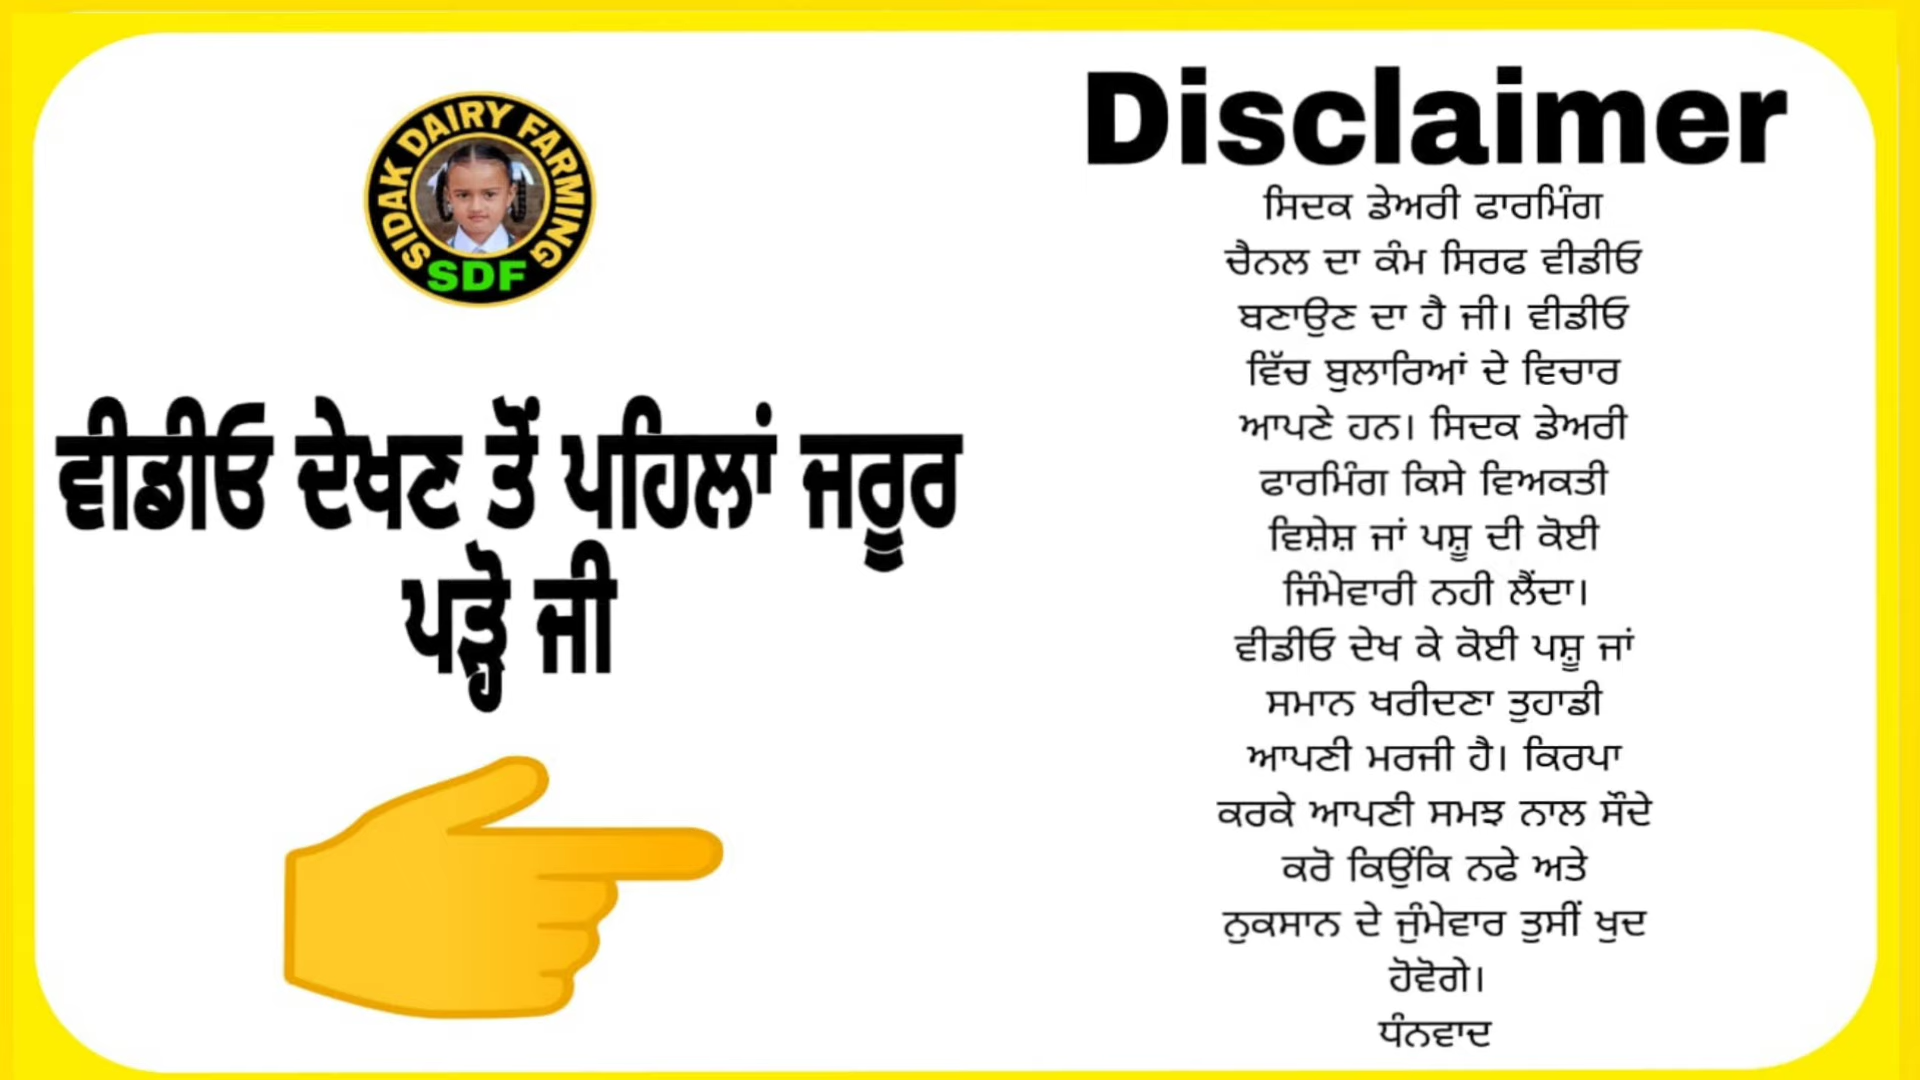 SIDAK DAIRY FARMING
SDF
ਵੀਡੀਓ ਦੇਖਣ ਤੋਂ ਪਹਿਲਾਂ ਜਰੂਰ
ਪੜ੍ਹੋ ਜੀ
Disclaimer
ਸਿਦਕ ਡੇਅਰੀ ਫਾਰਮਿੰਗ
ਚੈਨਲ ਦਾ ਕੰਮ ਸਿਰਫ ਵੀਡੀਓ
ਬਣਾਉਣ ਦਾ ਹੈ ਜੀ। ਵੀਡੀਓ
ਵਿੱਚ ਬੁਲਾਰਿਆਂ ਦੇ ਵਿਚਾਰ
ਆਪਣੇ ਹਨ। ਸਿਦਕ ਡੇਅਰੀ
ਫਾਰਮਿੰਗ ਕਿਸੇ ਵਿਅਕਤੀ
ਵਿਸ਼ੇਸ਼ ਜਾਂ ਪਸ਼ੂ ਦੀ ਕੋਈ
ਜਿੰਮੇਵਾਰੀ ਨਹੀ ਲੈਂਦਾ।
ਵੀਡੀਓ ਦੇਖ ਕੇ ਕੋਈ ਪਸ਼ੂ ਜਾਂ
ਸਮਾਨ ਖਰੀਦਣਾ ਤੁਹਾਡੀ
ਆਪਣੀ ਮਰਜੀ ਹੈ। ਕਿਰਪਾ
ਕਰਕੇ ਆਪਣੀ ਸਮਝ ਨਾਲ ਸੌਦੇ
ਕਰੋ ਕਿਉਂਕਿ ਨਫੇ ਅਤੇ
ਨੁਕਸਾਨ ਦੇ ਜੁੰਮੇਵਾਰ ਤੁਸੀਂ ਖੁਦ
ਹੋਵੋਗੇ।
ਧੰਨਵਾਦ